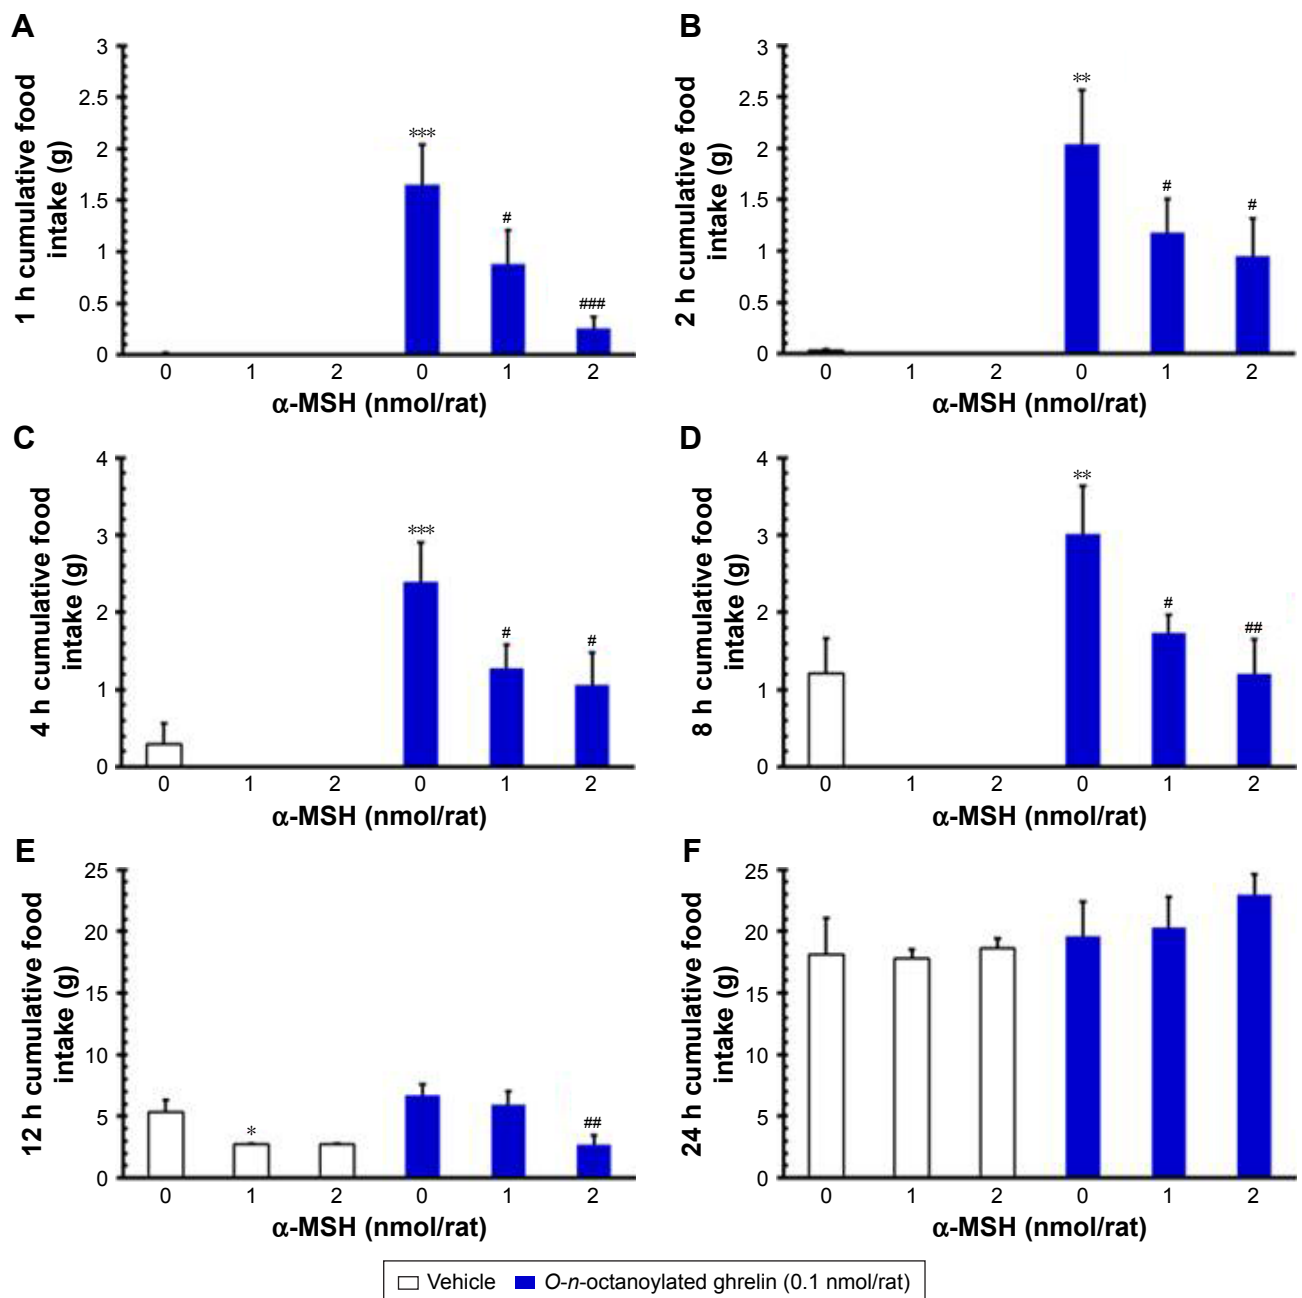 A
1 h cumulative food
intake (g)
3
2.5
2
1.5
1
0.5
0
***
#
###
0 1 2 0 1 2
α-MSH (nmol/rat)
B
2 h cumulative food
intake (g)
3
2.5
2
1.5
1
0.5
0
**
#
#
0 1 2 0 1 2
α-MSH (nmol/rat)
C
4 h cumulative food
intake (g)
4
3
2
1
0
***
#
#
0 1 2 0 1 2
α-MSH (nmol/rat)
D
8 h cumulative food
intake (g)
4
3
2
1
0
**
#
##
0 1 2 0 1 2
α-MSH (nmol/rat)
E
12 h cumulative food
intake (g)
25
20
15
10
5
0
*
##
0 1 2 0 1 2
α-MSH (nmol/rat)
F
24 h cumulative food
intake (g)
25
20
15
10
5
0
0 1 2 0 1 2
α-MSH (nmol/rat)
Vehicle O-n-octanoylated ghrelin (0.1 nmol/rat)